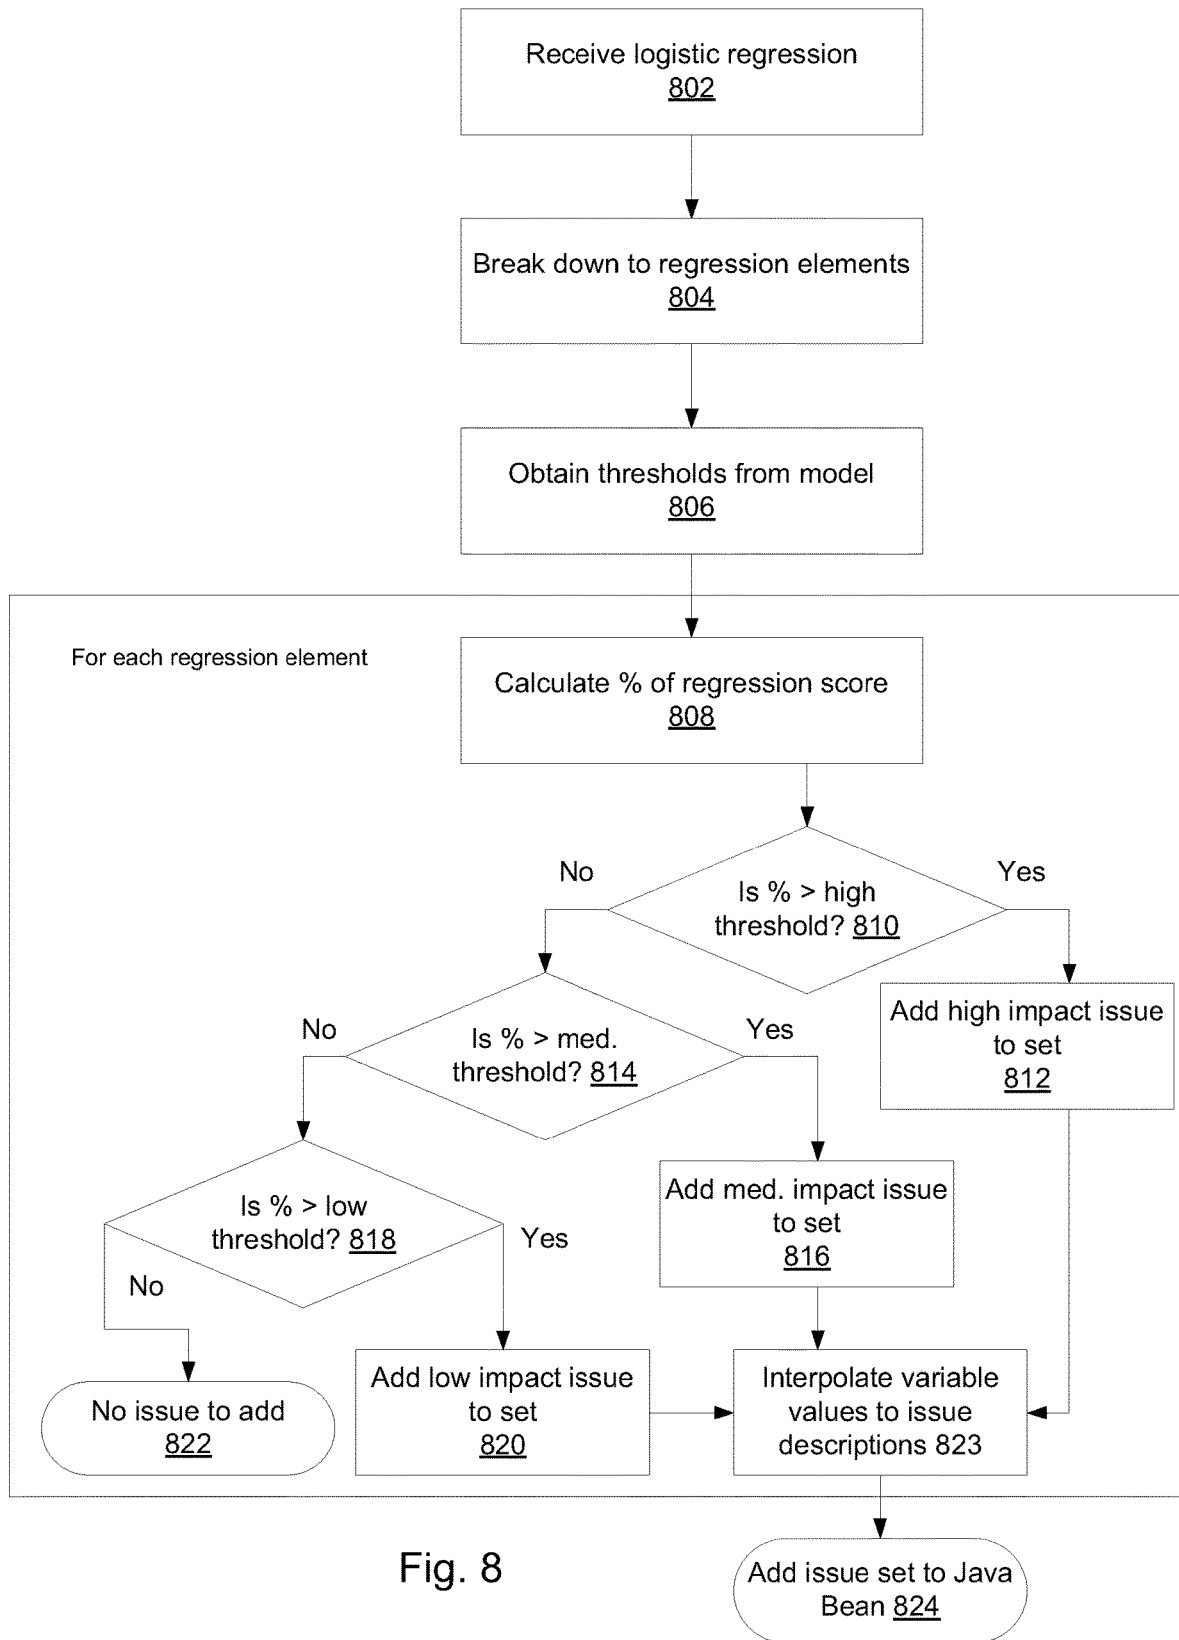 Receive logistic regression
802
Break down to regression elements
804
Obtain thresholds from model
806
For each regression element
Calculate % of regression score
808
No
Yes
Is % > high
threshold? 810
Add high impact issue
to set
812
No
Yes
Is % > med.
threshold? 814
Add med. impact issue
to set
816
Is % > low
threshold? 818
Yes
No
No issue to add
822
Add low impact issue
to set
820
Interpolate variable
values to issue
descriptions 823
Fig. 8
Add issue set to Java
Bean 824